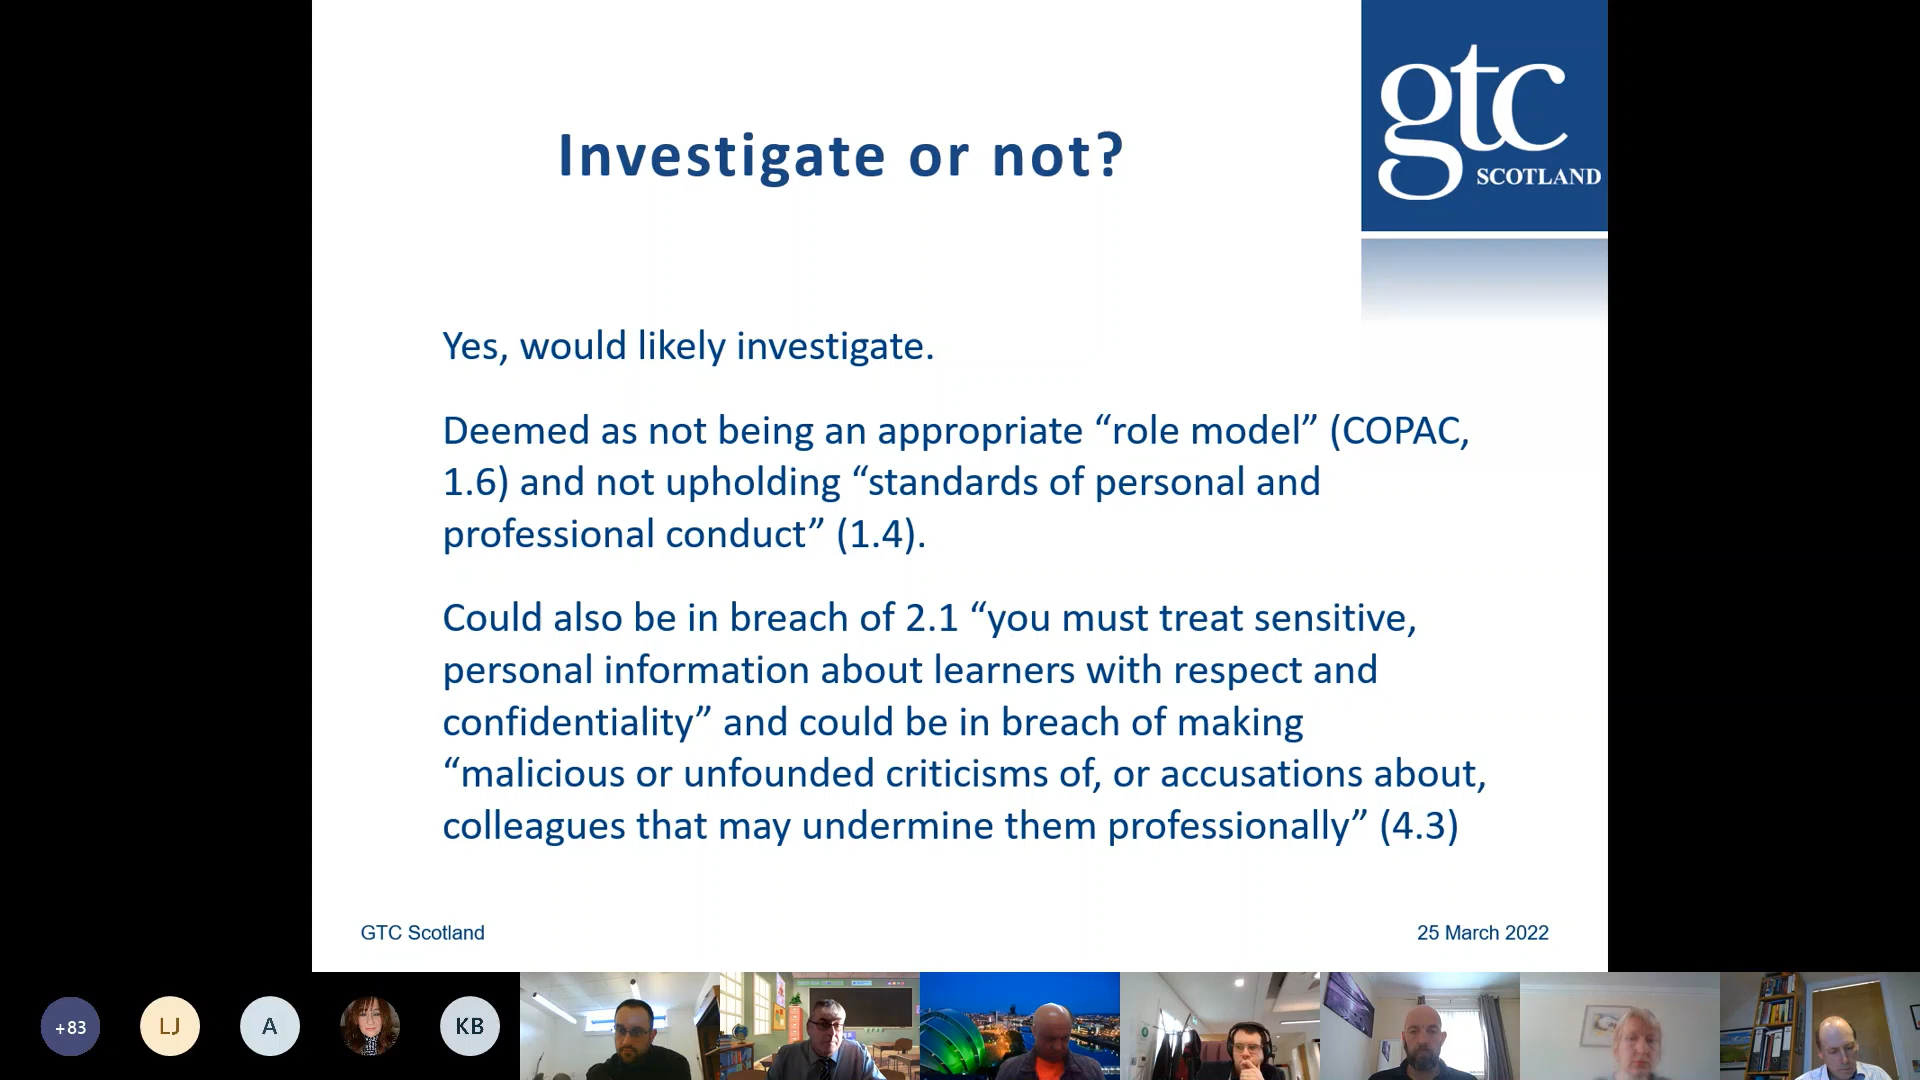 gtc
SCOTLAND
Investigate or not?
Yes, would likely investigate.
Deemed as not being an appropriate “role model” (COPAC,
1.6) and not upholding “standards of personal and
professional conduct” (1.4).
Could also be in breach of 2.1 “you must treat sensitive,
personal information about learners with respect and
confidentiality” and could be in breach of making
“malicious or unfounded criticisms of, or accusations about,
colleagues that may undermine them professionally” (4.3)
GTC Scotland
25 March 2022
+83
LJ
A
KB